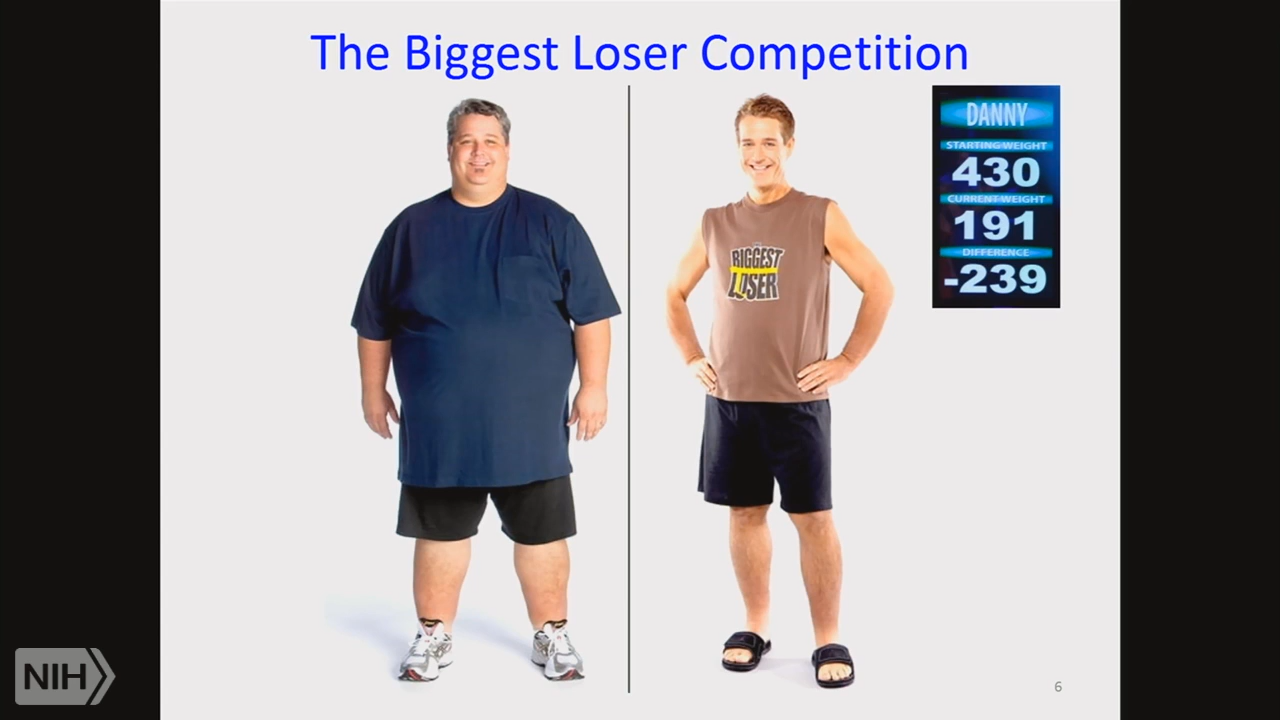 The Biggest Loser Competition
DANNY
STARTING WEIGHT
430
CURRENT WEIGHT
191
DIFFERENCE
-239
BIGGEST
LOSER
NIH
6